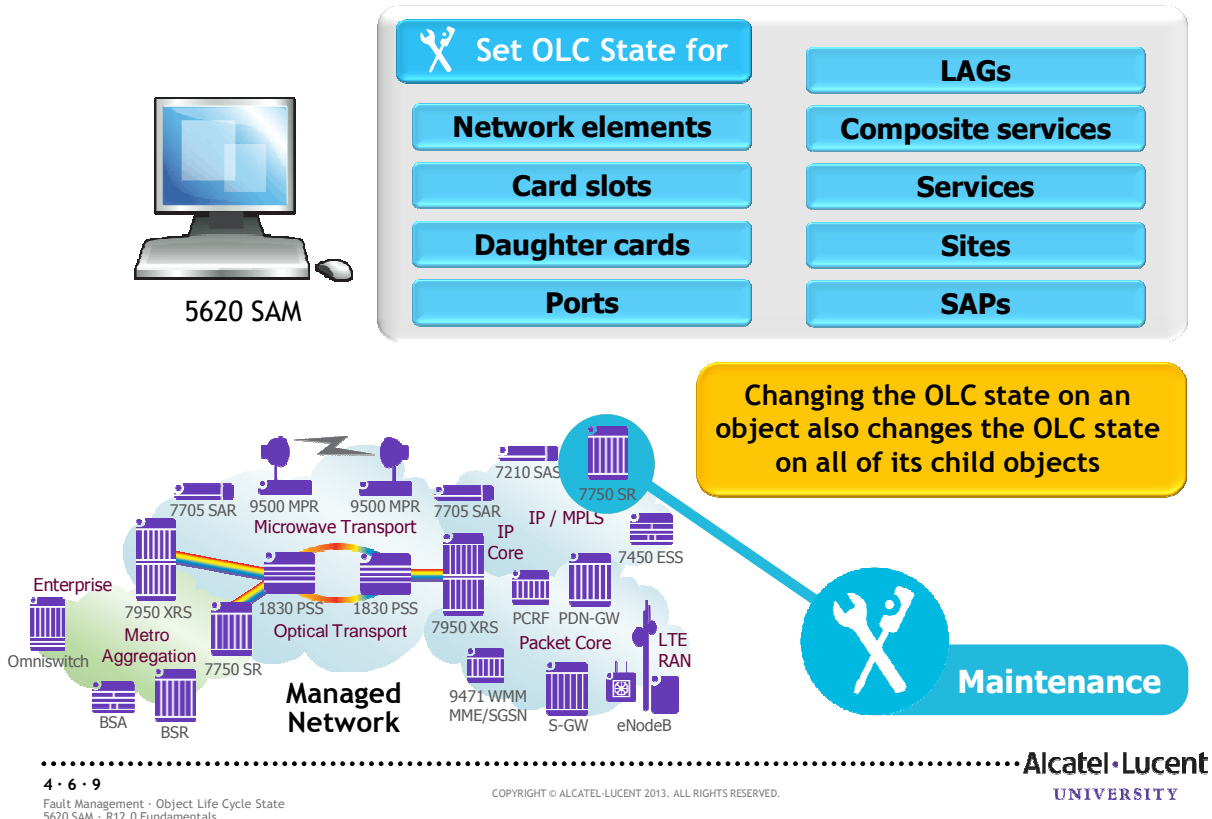 Set OLC State for
Network elements
Card slots
Daughter cards
Ports
LAGs
Composite services
Services
Sites
SAPs
5620 SAM
Changing the OLC state on an
object also changes the OLC state
on all of its child objects
7210 SAS
7750 SR
7705 SAR
9500 MPR
9500 MPR
7705 SAR
Microwave Transport
IP / MPLS
IP
Core
7450 ESS
Enterprise
7950 XRS
1830 PSS
1830 PSS
7950 XRS
PCRF
PDN-GW
Omniswitch
Metro
Aggregation
7750 SR
Optical Transport
Packet Core
LTE
RAN
BSA
BSR
Managed
Network
9471 WMM
MME/SGSN
S-GW
eNodeB
Maintenance
4 · 6 · 9
Fault Management · Object Life Cycle State
5620 SAM · R12.0 Fundamentals
COPYRIGHT © ALCATEL-LUCENT 2013. ALL RIGHTS RESERVED.
Alcatel·Lucent
UNIVERSITY